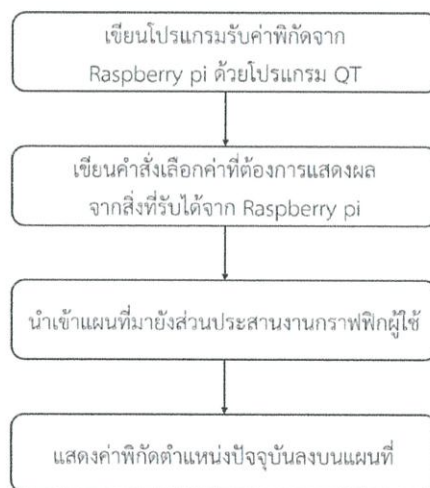 เขียนโปรแกรมรับค่าพิกัดจาก
Raspberry pi ด้วยโปรแกรม QT
เขียนคำสั่งเลือกค่าที่ต้องการแสดงผล
จากสิ่งที่รับได้จาก Raspberry pi
นำเข้าแผนที่มายังส่วนประสานงานกราฟฟิกผู้ใช้
แสดงค่าพิกัดตำแหน่งปัจจุบันลงบนแผนที่